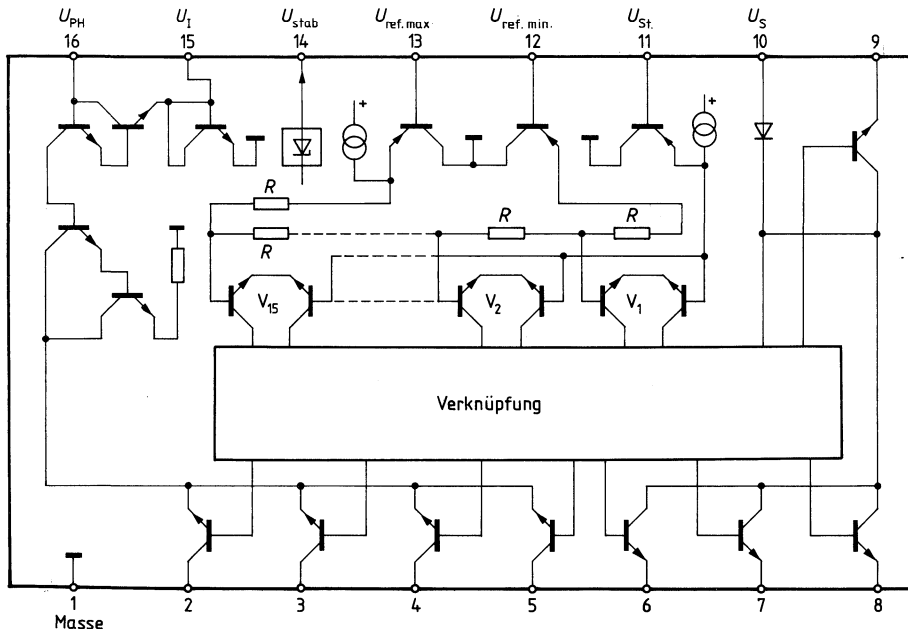 U_PH U_I U_stab U_ref.max U_ref.min. U_St. U_S
16 15 14 13 12 11 10 9
+ + 
R
R R R
V_15 V_2 V_1
Verknüpfung
1 2 3 4 5 6 7 8
Masse